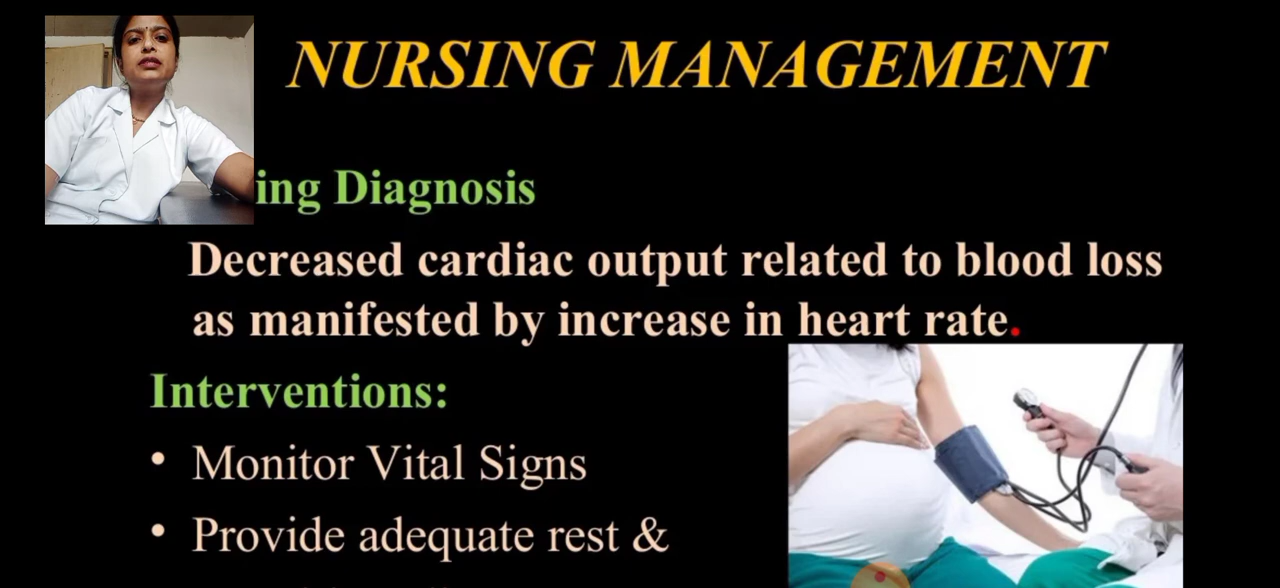 NURSING MANAGEMENT
ing Diagnosis
Decreased cardiac output related to blood loss
as manifested by increase in heart rate.
Interventions:
• Monitor Vital Signs
• Provide adequate rest &